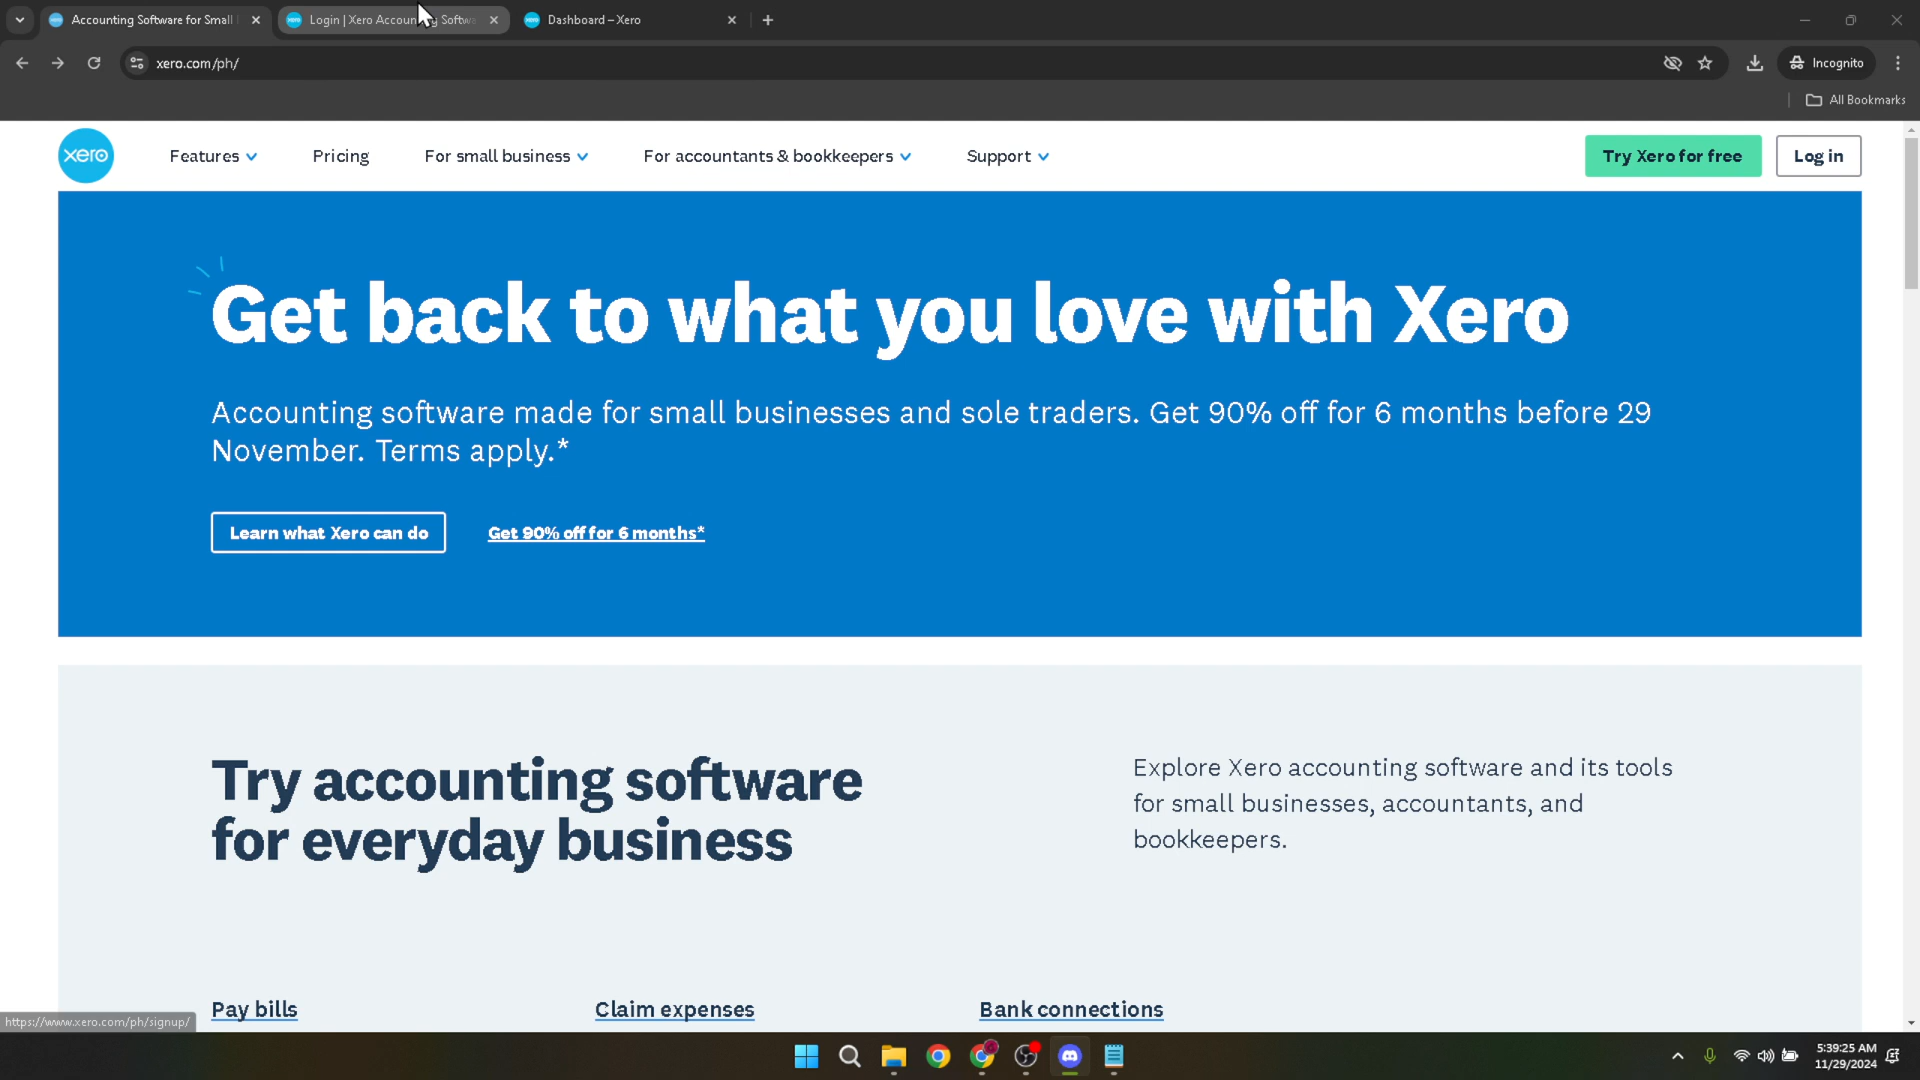 Accounting Software for Small
Login | Xero Accounting Softwa
Dashboard – Xero
xero.com/ph/
Incognito
All Bookmarks
xero
Features
Pricing
For small business
For accountants & bookkeepers
Support
Try Xero for free
Log in
Get back to what you love with Xero
Accounting software made for small businesses and sole traders. Get 90% off for 6 months before 29
November. Terms apply.*
Learn what Xero can do
Get 90% off for 6 months*
Try accounting software
for everyday business
Explore Xero accounting software and its tools
for small businesses, accountants, and
bookkeepers.
Pay bills
Claim expenses
Bank connections
https://www.xero.com/ph/signup/
5:39:25 AM
11/29/2024